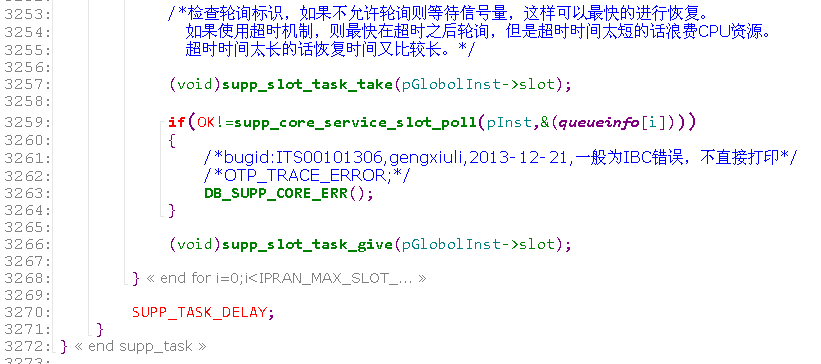 3253: /*检查轮询标识，如果不允许轮询则等待信号量，这样可以最快的进行恢复。
3254: 如果使用超时机制，则最快在超时之后轮询，但是超时时间太短的话浪费CPU资源。
3255: 超时时间太长的话恢复时间又比较长。*/
3256:
3257: (void)supp_slot_task_take(pGlobolInst->slot);
3258:
3259: if(OK!=supp_core_service_slot_poll(pInst,&(queueinfo[i])))
3260: {
3261: /*bugid:ITS00101306,gengxiuli,2013-12-21,一般为IBC错误，不直接打印*/
3262: /*OTP_TRACE_ERROR;*/
3263: DB_SUPP_CORE_ERR();
3264: }
3265:
3266: (void)supp_slot_task_give(pGlobolInst->slot);
3267:
3268: } « end for i=0;i<IPRAN_MAX_SLOT_... »
3269:
3270: SUPP_TASK_DELAY;
3271: }
3272: } « end supp_task »